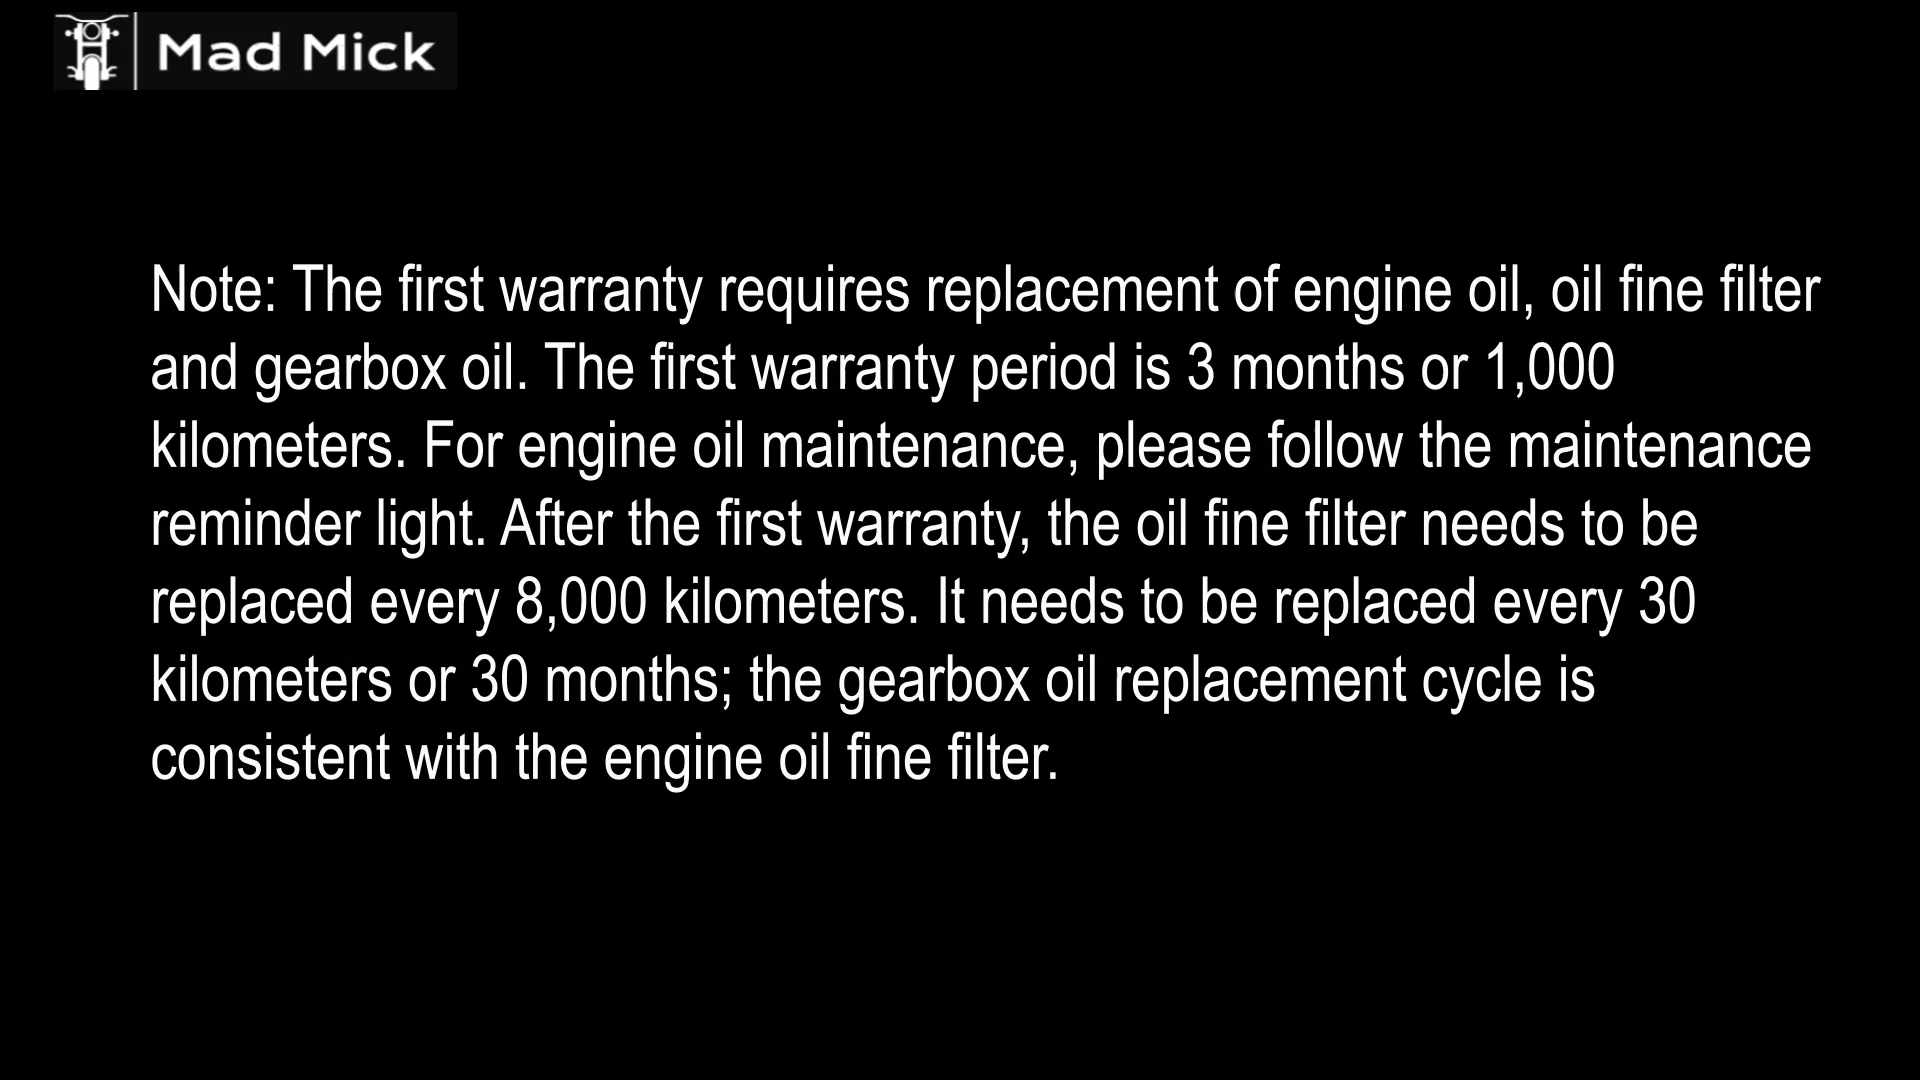 Mad Mick
Note: The first warranty requires replacement of engine oil, oil fine filter
and gearbox oil. The first warranty period is 3 months or 1,000
kilometers. For engine oil maintenance, please follow the maintenance
reminder light. After the first warranty, the oil fine filter needs to be
replaced every 8,000 kilometers. It needs to be replaced every 30
kilometers or 30 months; the gearbox oil replacement cycle is
consistent with the engine oil fine filter.